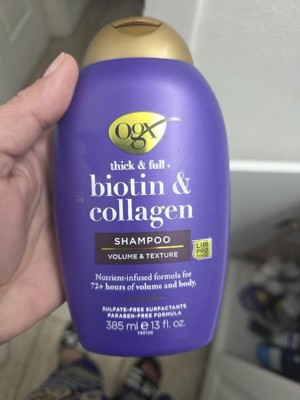 ogx
thick & full +
biotin &
collagen
SHAMPOO
VOLUME & TEXTURE
Nutrient-infused formula for
72+ hours of volume and body.
SULFATE-FREE SURFACTANTS
PARABEN-FREE FORMULA
385 ml e 13 fl. oz.